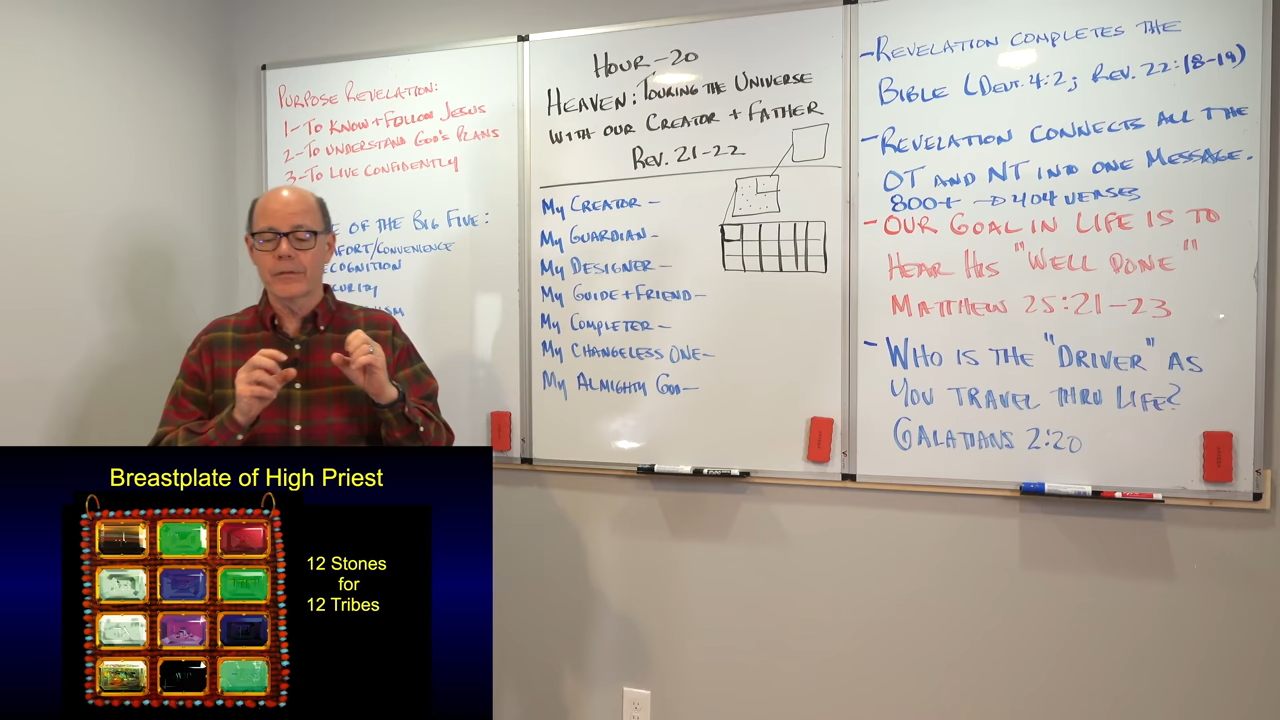 PURPOSE REVELATION:
1-TO KNOW+FOLLOW JESUS
2-TO UNDERSTAND GOD'S PLANS
3-TO LIVE CONFIDENTLY
E OF THE BIG FIVE:
FORT/CONVENIENCE
ECOGNITION
CURITY
ISM
HOUR-20
HEAVEN: TOURING THE UNIVERSE
WITH OUR CREATOR + FATHER
REV. 21-22
MY CREATOR-
MY GUARDIAN-
MY DESIGNER-
MY GUIDE+FRIEND-
MY COMPLETER-
MY CHANGELESS ONE-
MY ALMIGHTY GOD-
-REVELATION COMPLETES THE
BIBLE (DEUT. 4:2; REV. 22:18-19)
-REVELATION CONNECTS ALL THE
OT AND NT INTO ONE MESSAGE.
800+ → 404 VERSES
-OUR GOAL IN LIFE IS TO
HEAR HIS "WELL DONE"
MATTHEW 25:21-23
-WHO IS THE "DRIVER" AS
YOU TRAVEL THRU LIFE?
GALATIANS 2:20
Breastplate of High Priest
12 Stones
for
12 Tribes